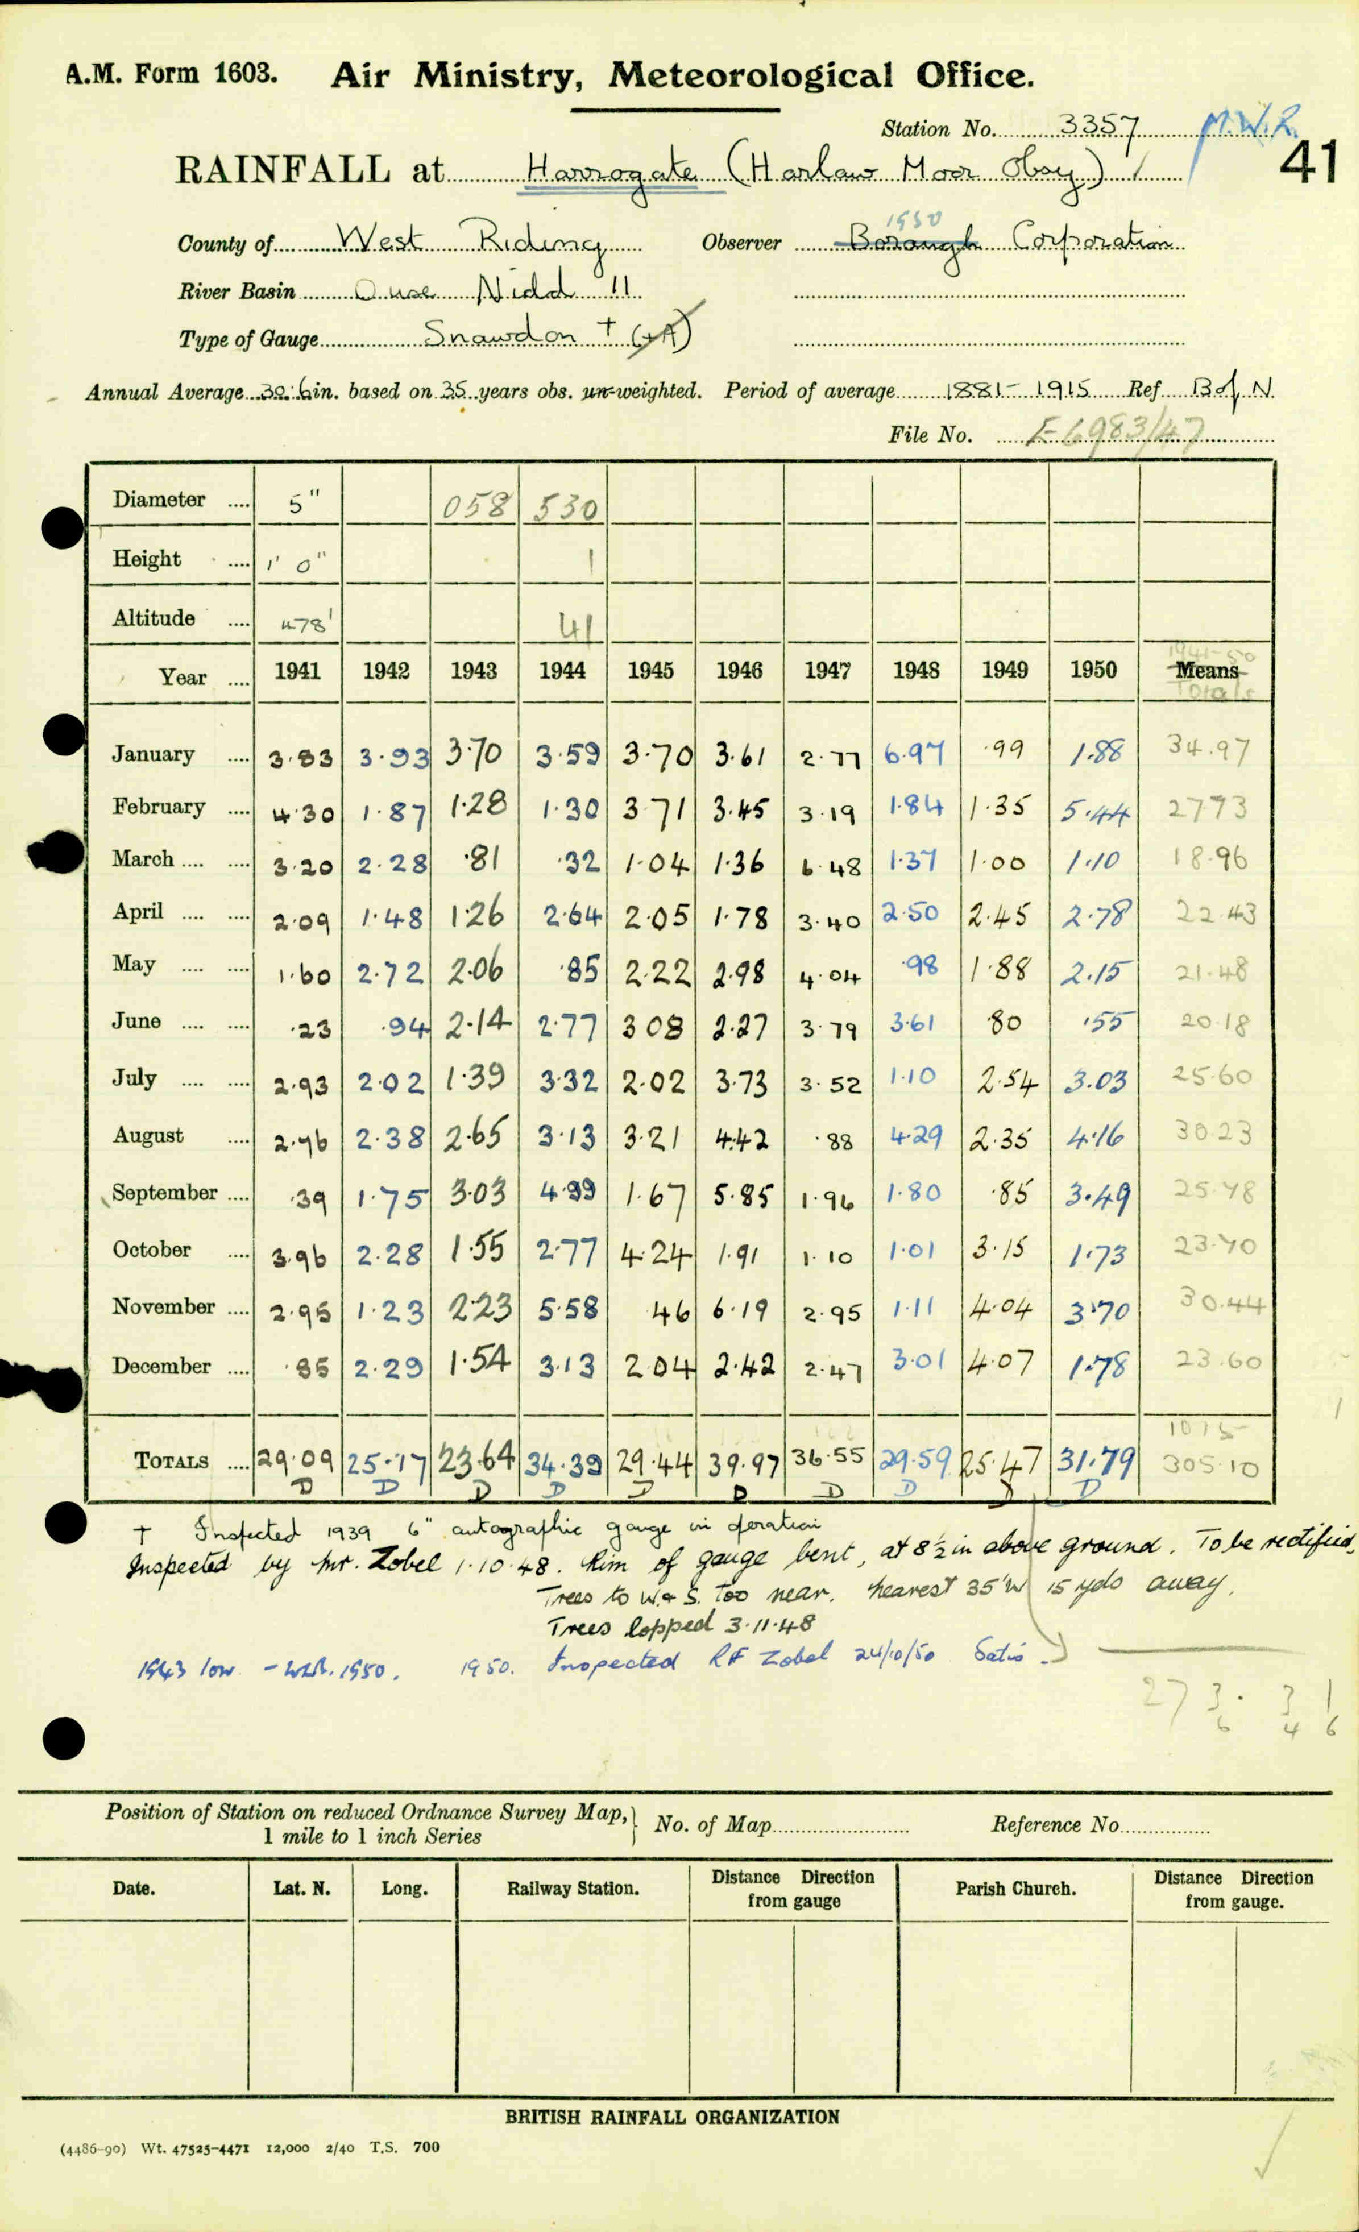 A.M. Form 1603. Air Ministry, Meteorological Office.
Station No. 3357 M.W.R.
41
RAINFALL at Harrogate (Harlow Moor Obsy)
1950
County of West Riding Observer Borough Corporation
River Basin Ouse Nidd 11
Type of Gauge Snowdon † (+A)
Annual Average 30.6 in. based on 35 years obs. un-weighted. Period of average 1881-1915 Ref B of N
File No. E6983/47
Diameter .... 5" 058 530
Height .... 1' 0" 1
Altitude .... 478' 41
1941-50
Year .... 1941 1942 1943 1944 1945 1946 1947 1948 1949 1950 Means
Totals
January .... 3.83 3.93 3.70 3.59 3.70 3.61 2.77 6.97 .99 1.88 34.97
February .... 4.30 1.87 1.28 1.30 3.71 3.45 3.19 1.84 1.35 5.44 27.73
March .... .... 3.20 2.28 .81 .32 1.04 1.36 6.48 1.37 1.00 1.10 18.96
April .... .... 2.09 1.48 1.26 2.64 2.05 1.78 3.40 2.50 2.45 2.78 22.43
May .... .... 1.60 2.72 2.06 .85 2.22 2.98 4.04 .98 1.88 2.15 21.48
June .... .... .23 .94 2.14 2.77 3.08 2.27 3.79 3.61 .80 .55 20.18
July .... .... 2.93 2.02 1.39 3.32 2.02 3.73 3.52 1.10 2.54 3.03 25.60
August .... 2.76 2.38 2.65 3.13 3.21 4.42 .88 4.29 2.35 4.16 30.23
September .... .39 1.75 3.03 4.99 1.67 5.85 1.96 1.80 .85 3.49 25.78
October .... 3.96 2.28 1.55 2.77 4.24 1.91 1.10 1.01 3.15 1.73 23.70
November .... 2.95 1.23 2.23 5.58 .46 6.19 2.95 1.11 4.04 3.70 30.44
December .... .85 2.29 1.54 3.13 2.04 2.42 2.47 3.01 4.07 1.78 23.60
1015
TOTALS .... 29.09 25.17 23.64 34.39 29.44 39.97 36.55 29.59 25.47 31.79 305.10
D D D D D D D D D D
† Inspected 1939 6" autographic gauge in operation
Inspected by Mr. Zobel 1.10.48. Rim of gauge bent, at 8½ in above ground. To be rectified.
Trees to W & S. too near. Nearest 35' W 15 yds away.
Trees lopped 3.11.48
1943 low 1950. 1950. Inspected RF Zobel 24/10/50 Satis.
273. 3 1
6 4 6
Position of Station on reduced Ordnance Survey Map, 1 mile to 1 inch Series } No. of Map Reference No.
Date. Lat. N. Long. Railway Station. Distance from gauge Direction Parish Church. Distance Direction from gauge.
BRITISH RAINFALL ORGANIZATION
(4486-90) Wt. 47525-4471 12,000 2/40 T.S. 700